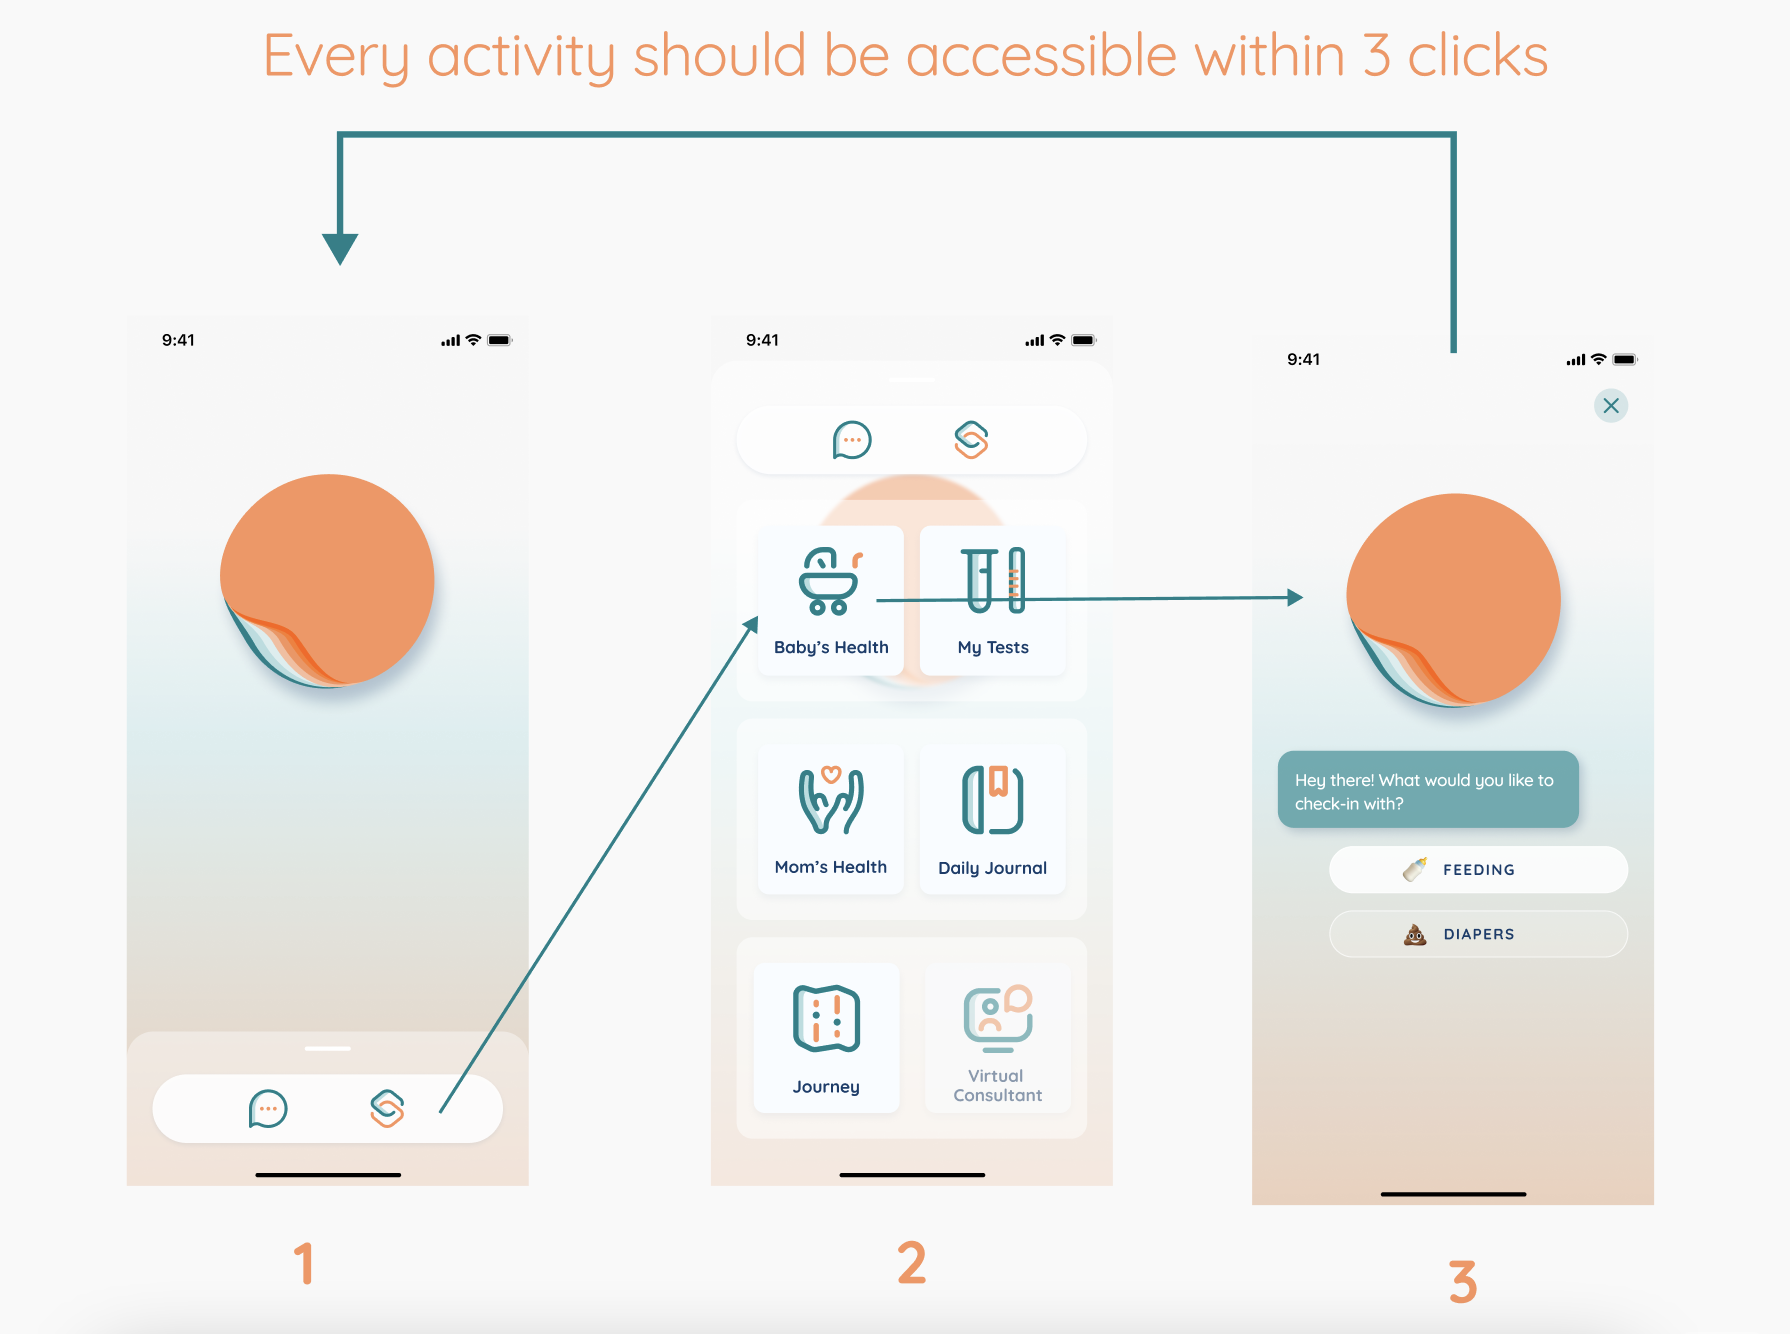 Every activity should be accessible within 3 clicks
9:41
9:41
Baby's Health
My Tests
Mom's Health
Daily Journal
Journey
Virtual
Consultant
9:41
Hey there! What would you like to
check-in with?
FEEDING
DIAPERS
1
2
3